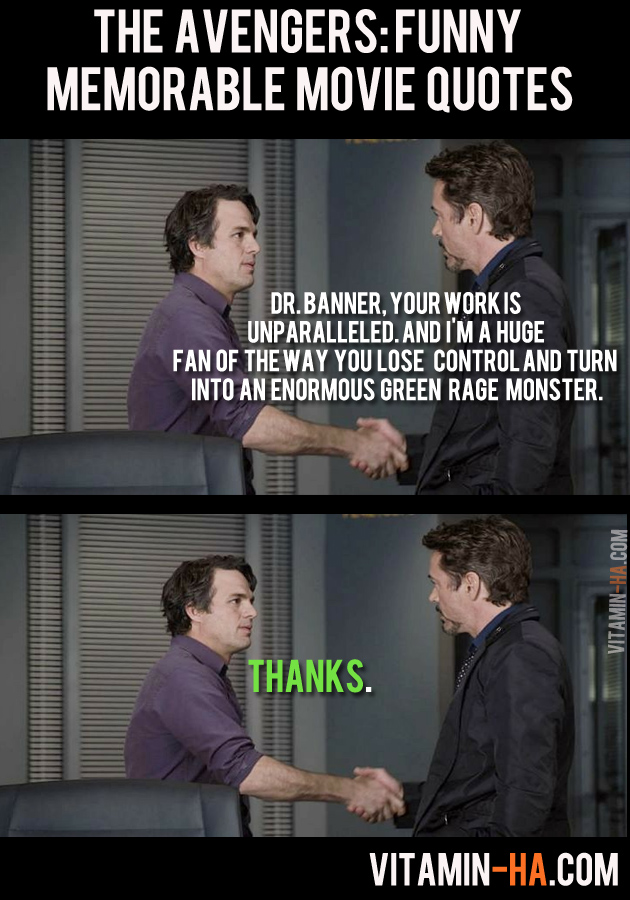 THE AVENGERS: FUNNY
MEMORABLE MOVIE QUOTES
DR. BANNER, YOUR WORK IS
UNPARALLELED. AND I'M A HUGE
FAN OF THE WAY YOU LOSE CONTROL AND TURN
INTO AN ENORMOUS GREEN RAGE MONSTER.
VITAMIN-HA.COM
THANKS.
VITAMIN-HA.COM